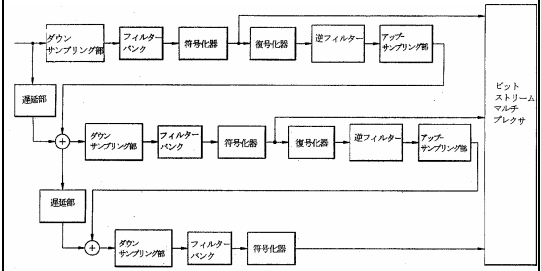 ダウン
サンプリング部
フィルター
バンク
符号化器
復号化器
逆フィルター
アップ-
サンプリング部
ビット
ストリーム
マルチ
プレクサ
遅延部
ダウン
サンプリング部
フィルター
バンク
符号化器
復号化器
逆フィルター
アップ-
サンプリング部
遅延部
ダウン
サンプリング部
フィルター
バンク
符号化器